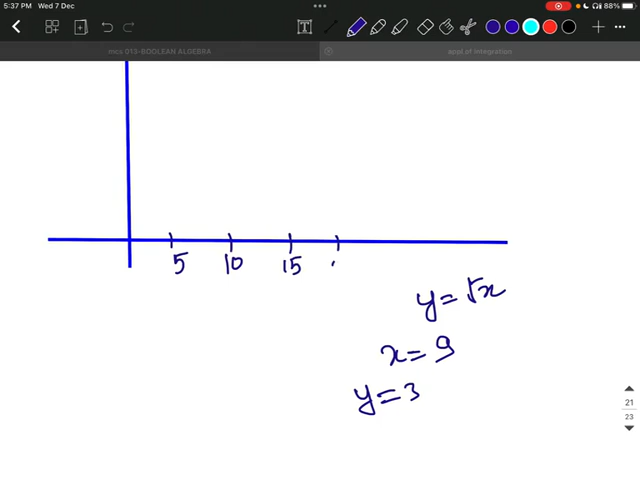 5:37 PM Wed 7 Dec
88%
mcs 013-BOOLEAN ALGEBRA
appl.of integration
5 10 15
y = √x
x = 9
y = 3
21
23